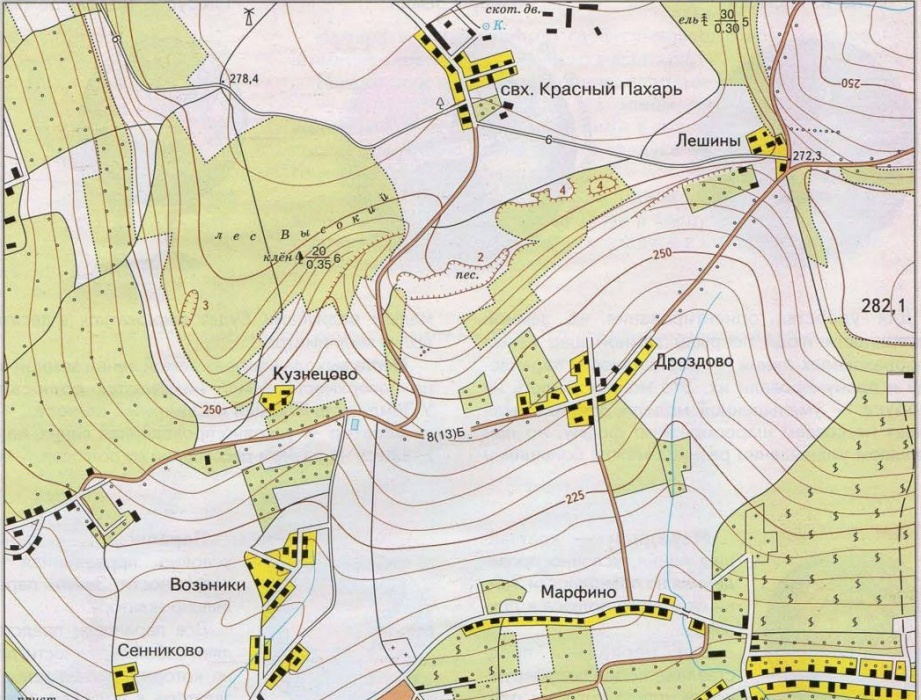 скот. дв.
К.
ель 30 0.30 5
6
278,4
250
свх. Красный Пахарь
6
Лешины
272,3
4
4
лес Высокий
клён 20 0.35 6
2
пес.
250
3
282,1
Кузнецово
Дроздово
250
8(13)Б
225
Возьники
Марфино
Сенниково